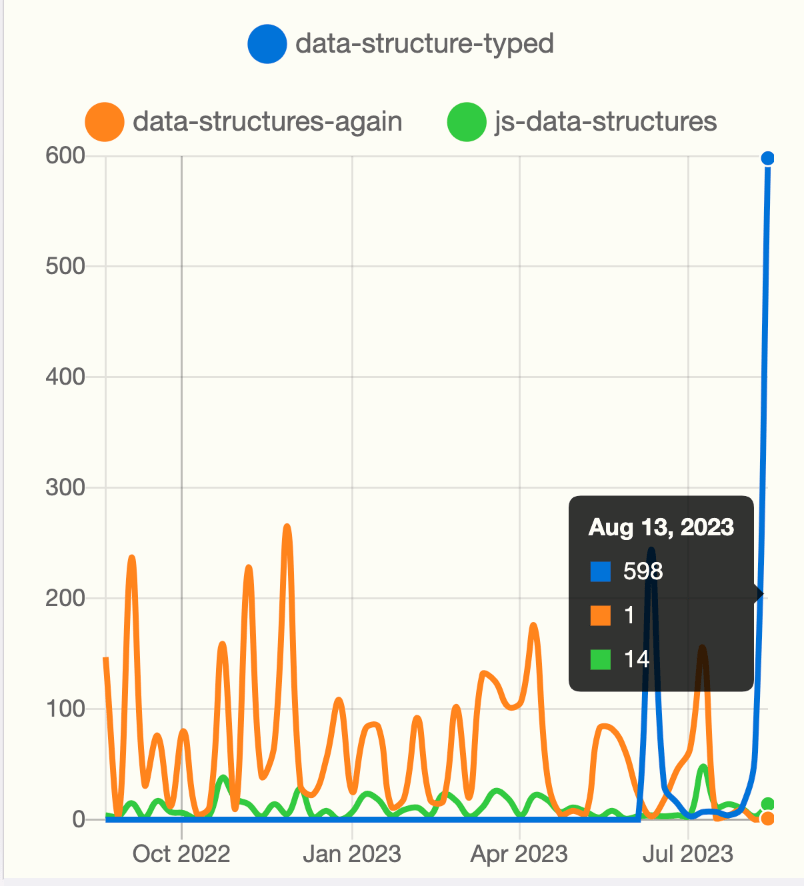 data-structure-typed
data-structures-again js-data-structures
600
500
400
300
200
100
0
Aug 13, 2023
598
1
14
Oct 2022 Jan 2023 Apr 2023 Jul 2023